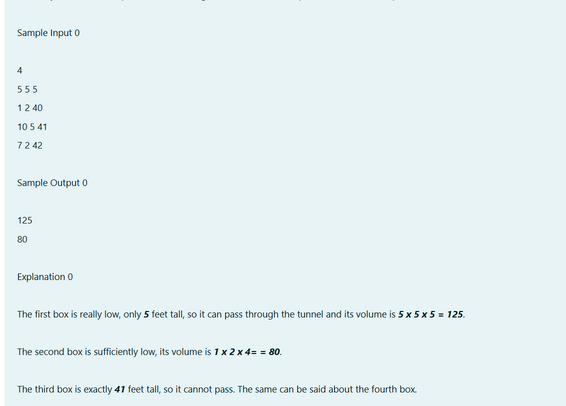 Sample Input 0
4
5 5 5
1 2 40
10 5 41
7 2 42
Sample Output 0
125
80
Explanation 0
The first box is really low, only 5 feet tall, so it can pass through the tunnel and its volume is 5 x 5 x 5 = 125.
The second box is sufficiently low, its volume is 1 x 2 x 4= = 80.
The third box is exactly 41 feet tall, so it cannot pass. The same can be said about the fourth box.